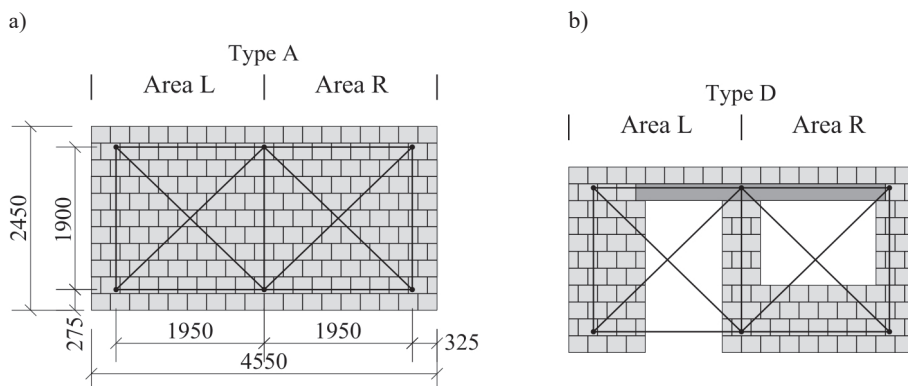 a)
Type A
Area L
Area R
2450
1900
275
1950
1950
325
4550
b)
Type D
Area L
Area R